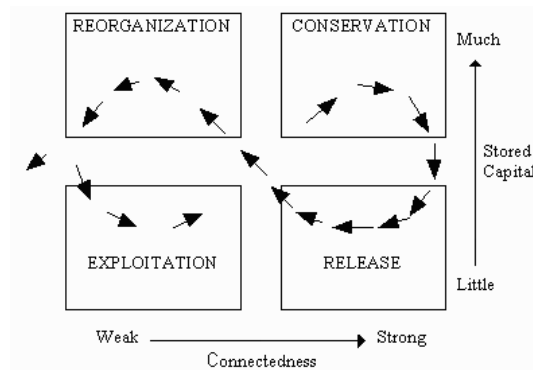 REORGANIZATION
CONSERVATION
Much
Stored
Capital
EXPLOITATION
RELEASE
Little
Weak
Strong
Connectedness